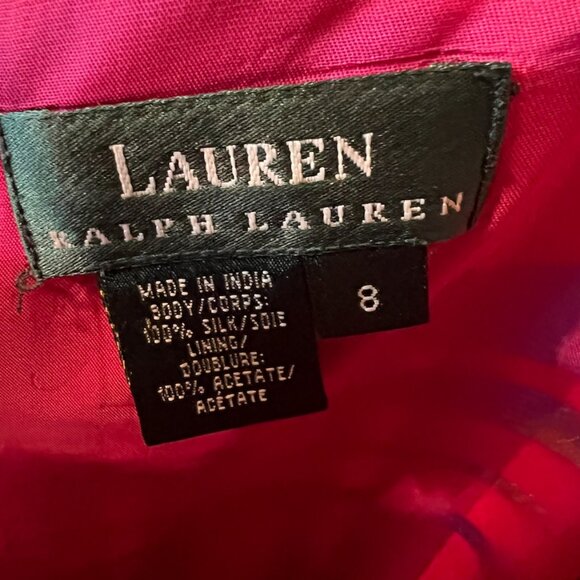 LAUREN
RALPH LAUREN
MADE IN INDIA
BODY/CORPS:
100% SILK/SOIE
LINING/
DOUBLURE:
100% ACETATE/
ACÉTATE
8